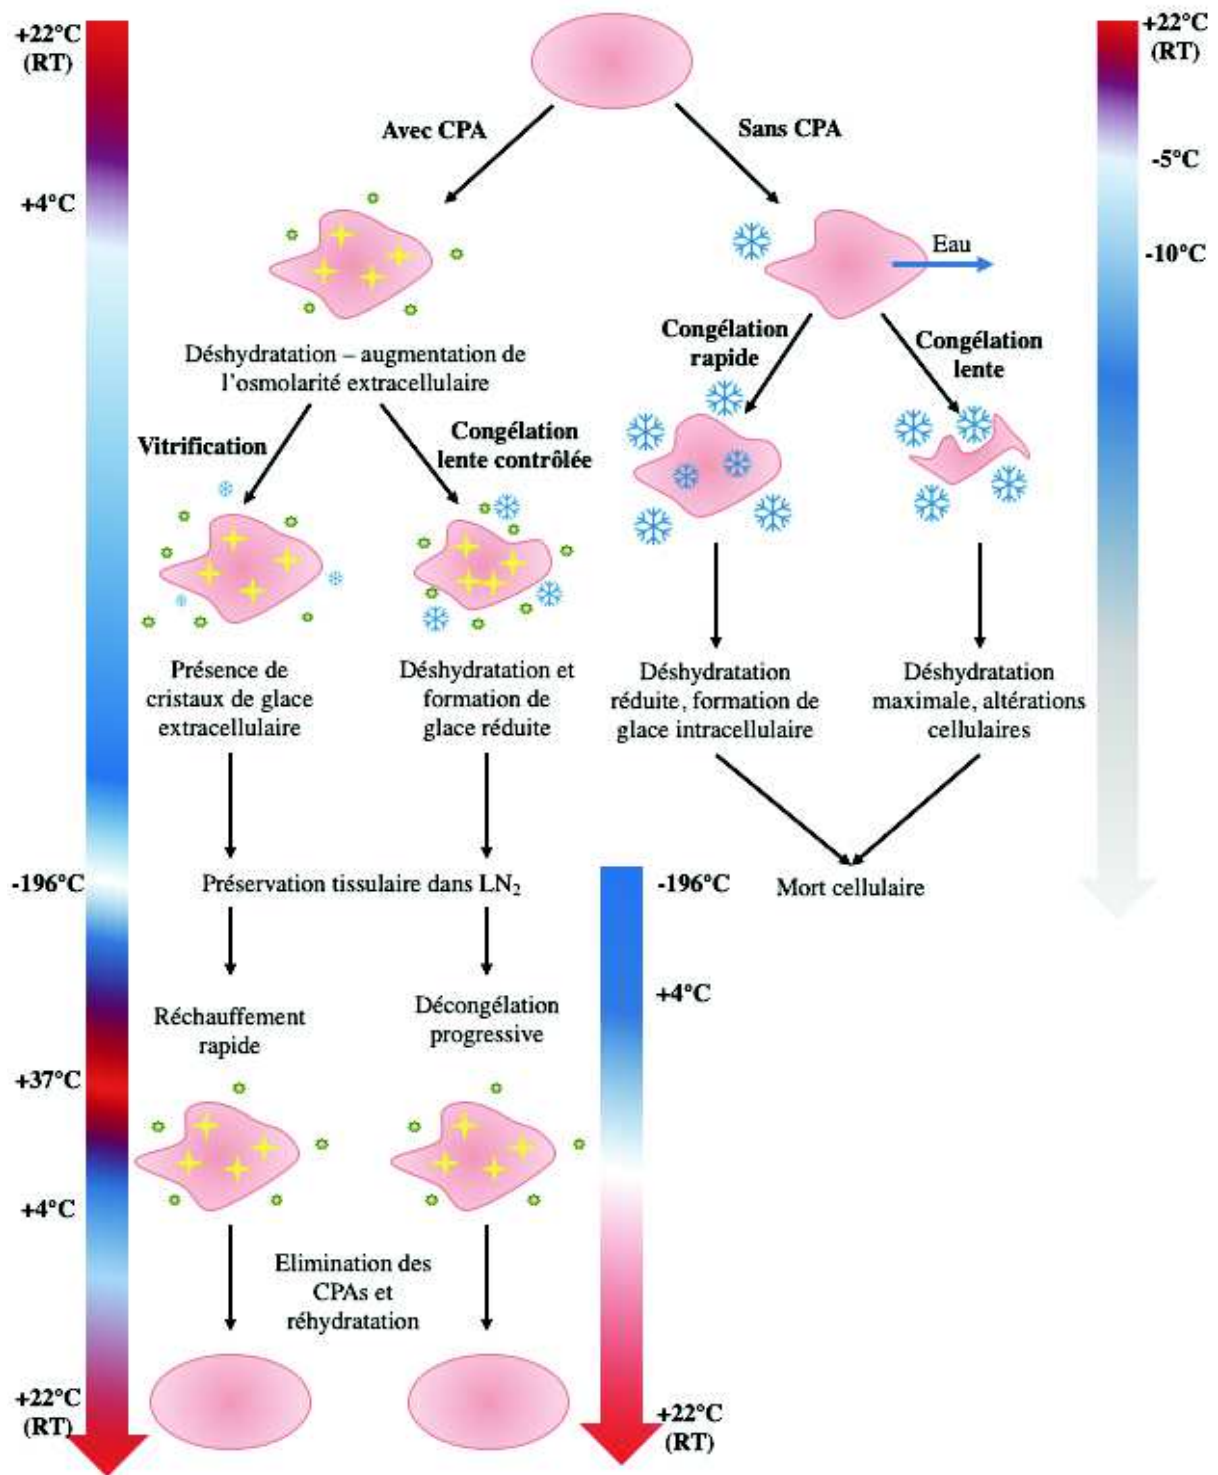 +22°C
(RT)
+22°C
(RT)
Avec CPA
Sans CPA
-5°C
+4°C
Eau
-10°C
Congélation
rapide
Congélation
lente
Déshydratation – augmentation de
l'osmolarité extracellulaire
Vitrification
Congélation
lente contrôlée
Présence de
cristaux de glace
extracellulaire
Déshydratation et
formation de
glace réduite
Déshydratation
réduite, formation de
glace intracellulaire
Déshydratation
maximale, altérations
cellulaires
-196°C
Préservation tissulaire dans LN₂
-196°C
Mort cellulaire
+4°C
Réchauffement
rapide
Décongélation
progressive
+37°C
+4°C
Elimination des
CPAs et
réhydratation
+22°C
(RT)
+22°C
(RT)